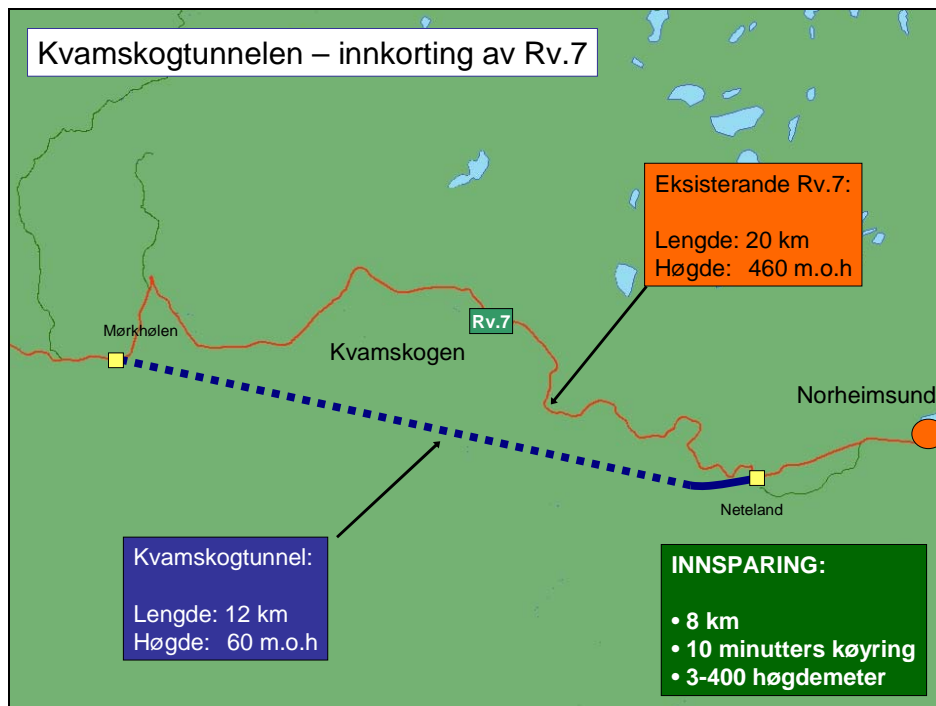 Kvamskogtunnelen – innkorting av Rv.7
Eksisterande Rv.7:
Lengde: 20 km
Høgde: 460 m.o.h
Rv.7
Mørkhølen
Kvamskogen
Norheimsund
Neteland
Kvamskogtunnel:
Lengde: 12 km
Høgde: 60 m.o.h
INNSPARING:
• 8 km
• 10 minutters køyring
• 3-400 høgdemeter